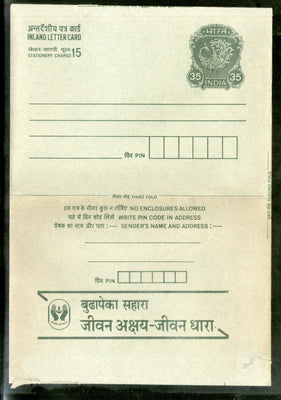 अन्तर्देशीय पत्र कार्ड
INLAND LETTER CARD
लेखन सामग्री मूल्य 15
STATIONERY CHARGE
भारत
35 35
INDIA
पिन PIN
तीसरा मोड़ THIRD FOLD
इस पत्र के भीतर कुछ न रखिए NO ENCLOSURES ALLOWED
पते में पिन कोड लिखें WRITE PIN CODE IN ADDRESS
प्रेषक का नाम और पता :— SENDER'S NAME AND ADDRESS :—
पिन PIN
बुढापेका सहारा
जीवन अक्षय-जीवन धारा